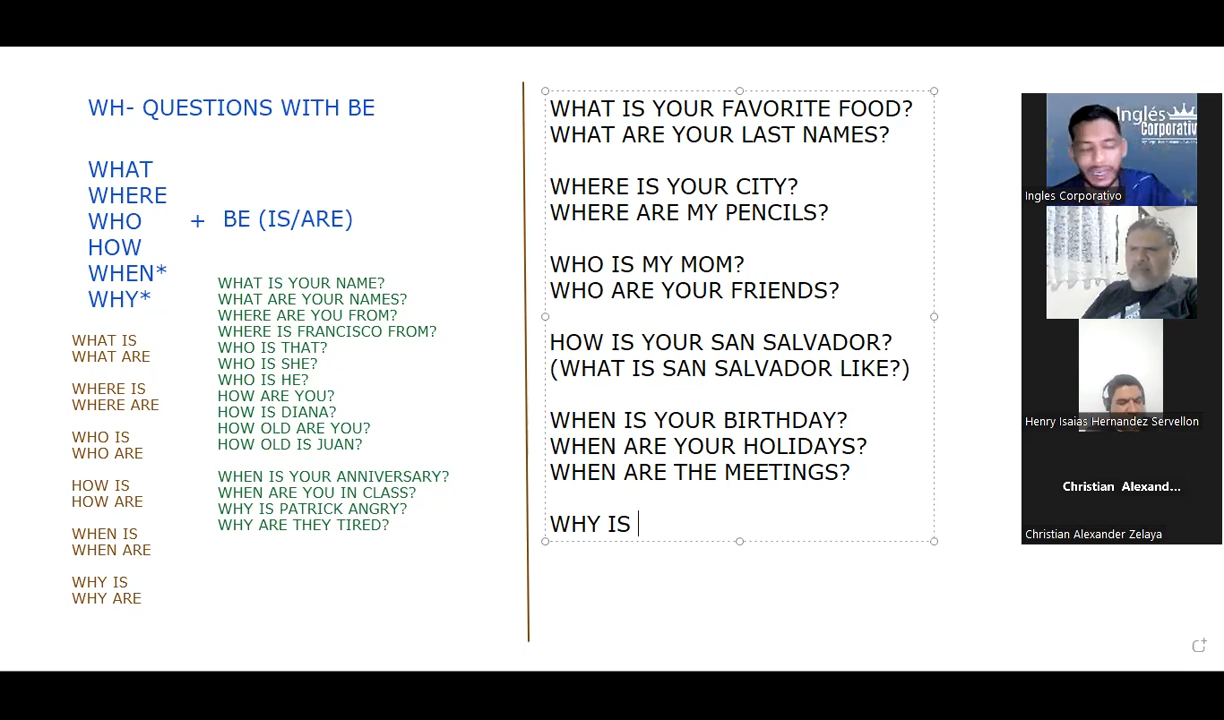 WH- QUESTIONS WITH BE
WHAT
WHERE
WHO
HOW
WHEN*
WHY*
+ BE (IS/ARE)
WHAT IS
WHAT ARE
WHERE IS
WHERE ARE
WHO IS
WHO ARE
HOW IS
HOW ARE
WHEN IS
WHEN ARE
WHY IS
WHY ARE
WHAT IS YOUR NAME?
WHAT ARE YOUR NAMES?
WHERE ARE YOU FROM?
WHERE IS FRANCISCO FROM?
WHO IS THAT?
WHO IS SHE?
WHO IS HE?
HOW ARE YOU?
HOW IS DIANA?
HOW OLD ARE YOU?
HOW OLD IS JUAN?
WHEN IS YOUR ANNIVERSARY?
WHEN ARE YOU IN CLASS?
WHY IS PATRICK ANGRY?
WHY ARE THEY TIRED?
WHAT IS YOUR FAVORITE FOOD?
WHAT ARE YOUR LAST NAMES?
WHERE IS YOUR CITY?
WHERE ARE MY PENCILS?
WHO IS MY MOM?
WHO ARE YOUR FRIENDS?
HOW IS YOUR SAN SALVADOR?
(WHAT IS SAN SALVADOR LIKE?)
WHEN IS YOUR BIRTHDAY?
WHEN ARE YOUR HOLIDAYS?
WHEN ARE THE MEETINGS?
WHY IS
Inglés
Corporativo
Ingles Corporativo
Henry Isaias Hernandez Servellon
Christian Alexand...
Christian Alexander Zelaya